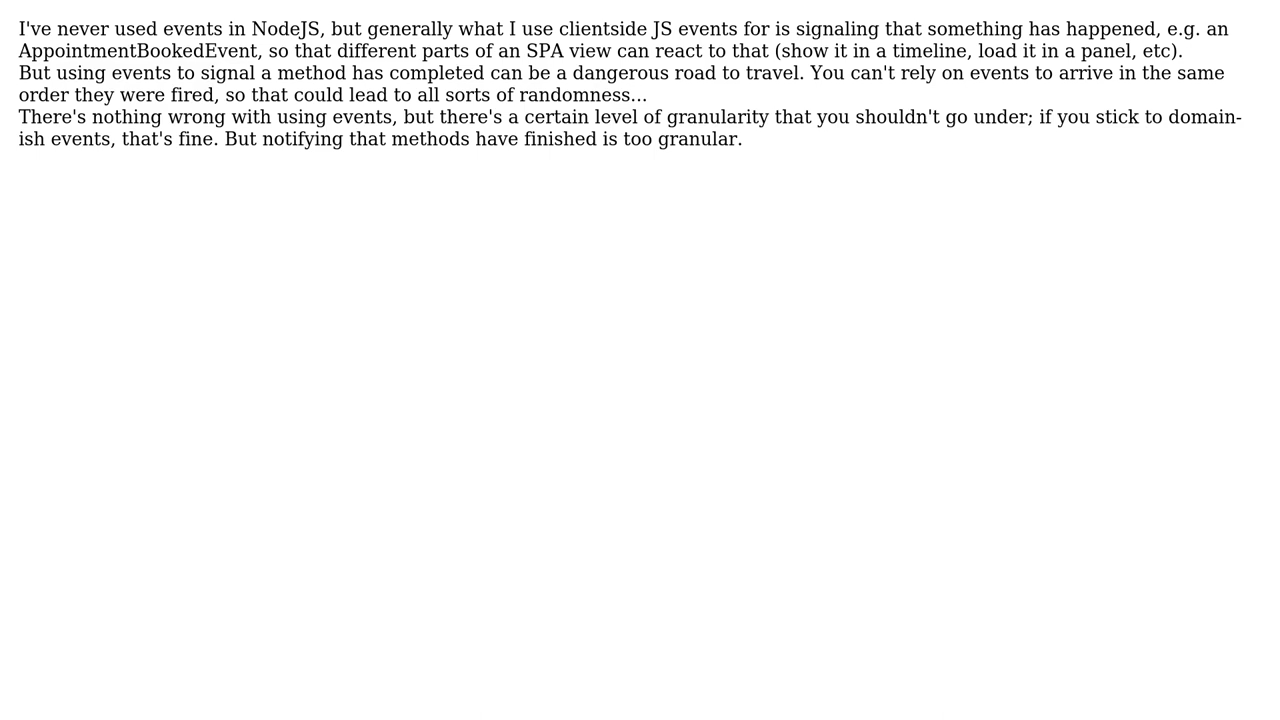 I've never used events in NodeJS, but generally what I use clientside JS events for is signaling that something has happened, e.g. an
AppointmentBookedEvent, so that different parts of an SPA view can react to that (show it in a timeline, load it in a panel, etc).
But using events to signal a method has completed can be a dangerous road to travel. You can't rely on events to arrive in the same
order they were fired, so that could lead to all sorts of randomness...
There's nothing wrong with using events, but there's a certain level of granularity that you shouldn't go under; if you stick to domain-
ish events, that's fine. But notifying that methods have finished is too granular.